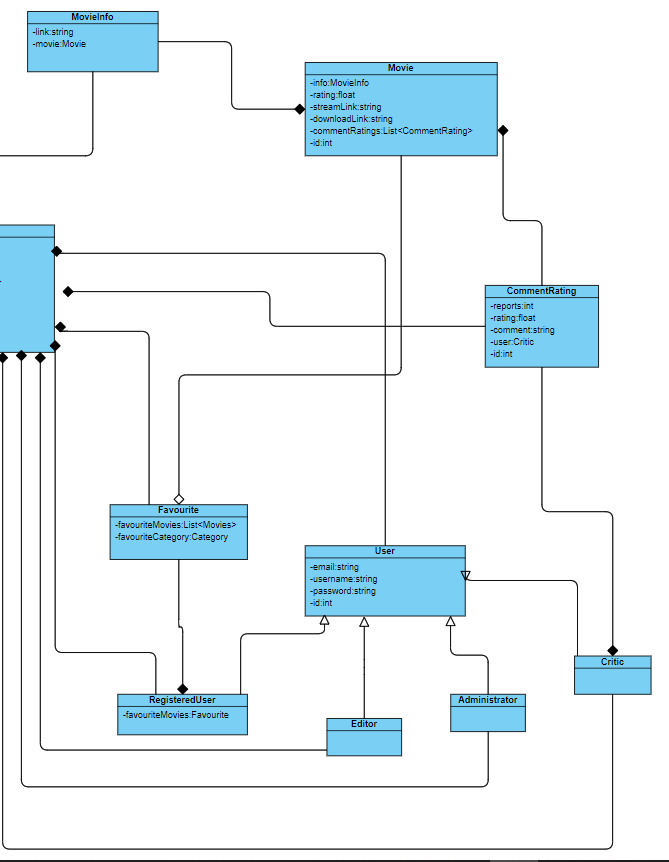 MovieInfo
-link:string
-movie:Movie
Movie
-info:MovieInfo
-rating:float
-streamLink:string
-downloadLink:string
-commentRatings:List<CommentRating>
-id:int
CommentRating
-reports:int
-rating:float
-comment:string
-user:Critic
-id:int
Favourite
-favouriteMovies:List<Movies>
-favouriteCategory:Category
User
-email:string
-username:string
-password:string
-id:int
Critic
RegisteredUser
-favouriteMovies:Favourite
Editor
Administrator